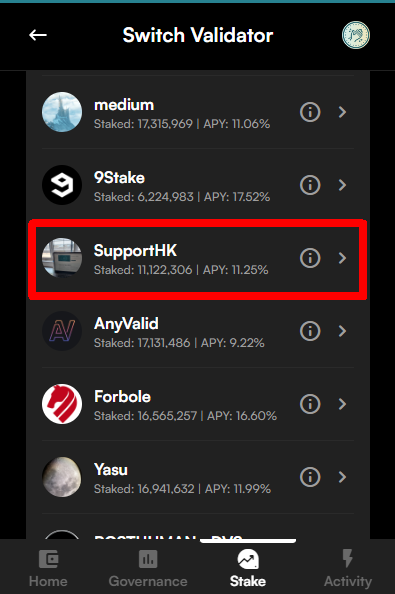 Switch Validator
medium
Staked: 17,315,969 | APY: 11.06%
9Stake
Staked: 6,224,983 | APY: 17.52%
SupportHK
Staked: 11,122,306 | APY: 11.25%
AnyValid
Staked: 17,131,486 | APY: 9.22%
Forbole
Staked: 16,565,257 | APY: 16.60%
Yasu
Staked: 16,941,632 | APY: 11.99%
Home
Governance
Stake
Activity